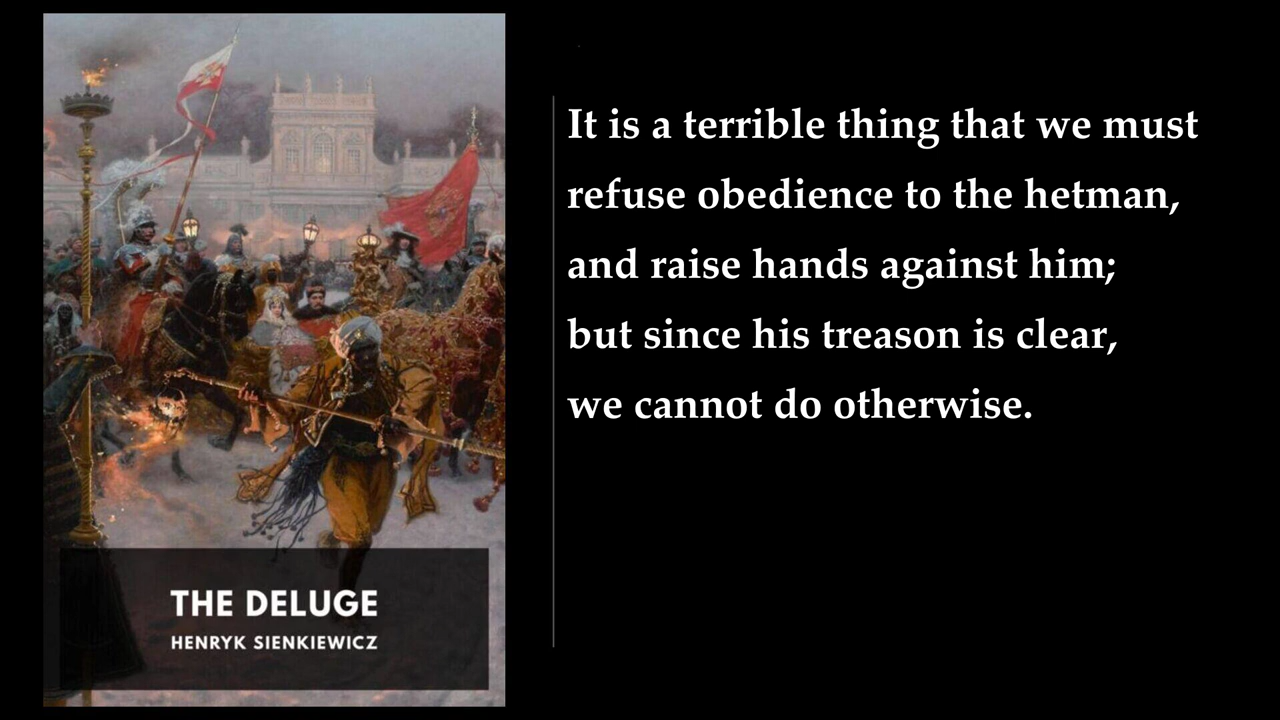 THE DELUGE
HENRYK SIENKIEWICZ
It is a terrible thing that we must
refuse obedience to the hetman,
and raise hands against him;
but since his treason is clear,
we cannot do otherwise.